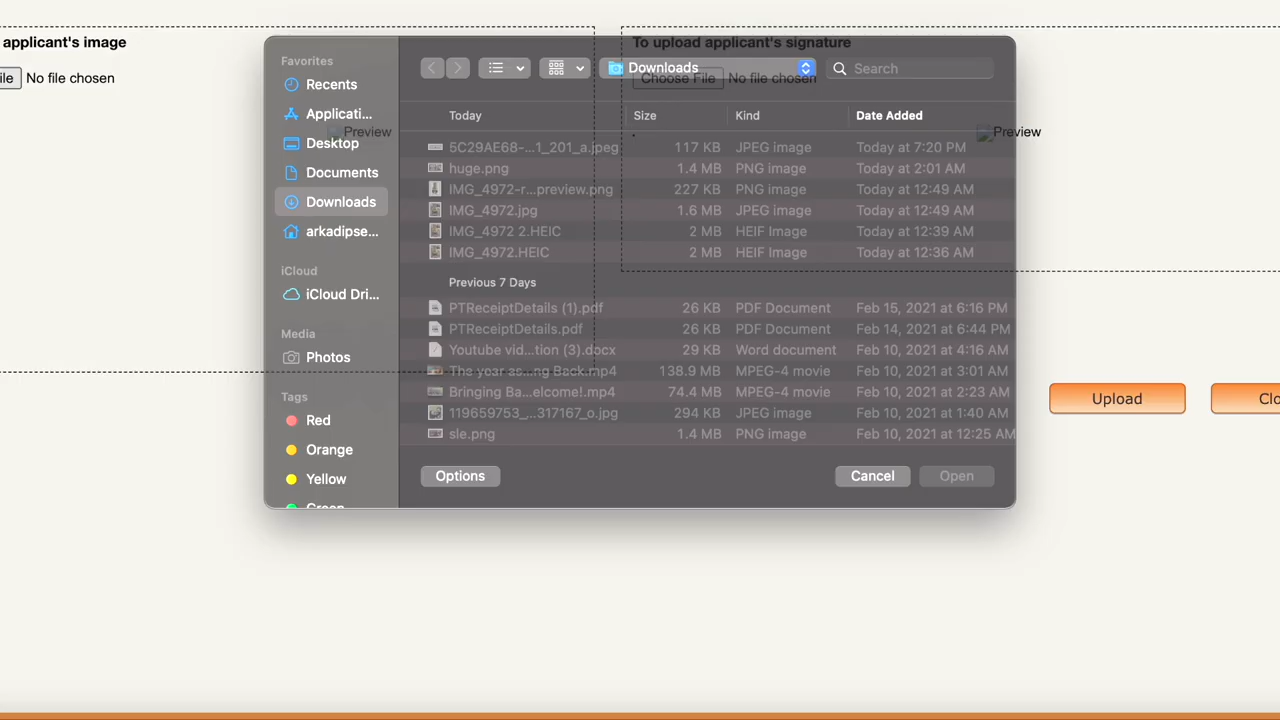 applicant's image
To upload applicant's signature
ile No file chosen
Choose File No file chosen
Preview
Preview
Favorites
Recents
Applicati...
Desktop
Documents
Downloads
arkadipse...
iCloud
iCloud Dri...
Media
Photos
Tags
Red
Orange
Yellow
Green
Downloads
Search
Today Size Kind Date Added
5C29AE68-...1_201_a.jpeg 117 KB JPEG image Today at 7:20 PM
huge.png 1.4 MB PNG image Today at 2:01 AM
IMG_4972-r...preview.png 227 KB PNG image Today at 12:49 AM
IMG_4972.jpg 1.6 MB JPEG image Today at 12:49 AM
IMG_4972 2.HEIC 2 MB HEIF Image Today at 12:39 AM
IMG_4972.HEIC 2 MB HEIF Image Today at 12:36 AM
Previous 7 Days
PTReceiptDetails (1).pdf 26 KB PDF Document Feb 15, 2021 at 6:16 PM
PTReceiptDetails.pdf 26 KB PDF Document Feb 14, 2021 at 6:44 PM
Youtube vid...tion (3).docx 29 KB Word document Feb 10, 2021 at 4:16 AM
The year as...ng Back.mp4 138.9 MB MPEG-4 movie Feb 10, 2021 at 3:01 AM
Bringing Ba...elcome!.mp4 74.4 MB MPEG-4 movie Feb 10, 2021 at 2:23 AM
119659753_...317167_o.jpg 294 KB JPEG image Feb 10, 2021 at 1:40 AM
sle.png 1.4 MB PNG image Feb 10, 2021 at 12:25 AM
Options Cancel Open
Upload Clo